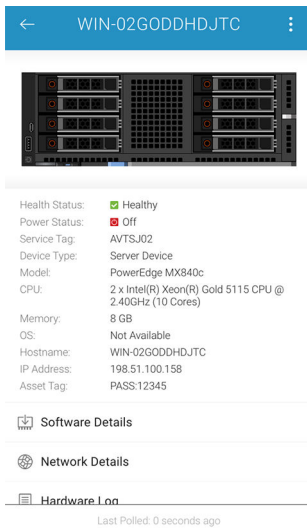 WIN-02GODDHDJTC
Health Status: Healthy
Power Status: Off
Service Tag: AVTSJ02
Device Type: Server Device
Model: PowerEdge MX840c
CPU: 2 x Intel(R) Xeon(R) Gold 5115 CPU @
2.40GHz (10 Cores)
Memory: 8 GB
OS: Not Available
Hostname: WIN-02GODDHDJTC
IP Address: 198.51.100.158
Asset Tag: PASS:12345
Software Details
Network Details
Hardware Log
Last Polled: 0 seconds ago